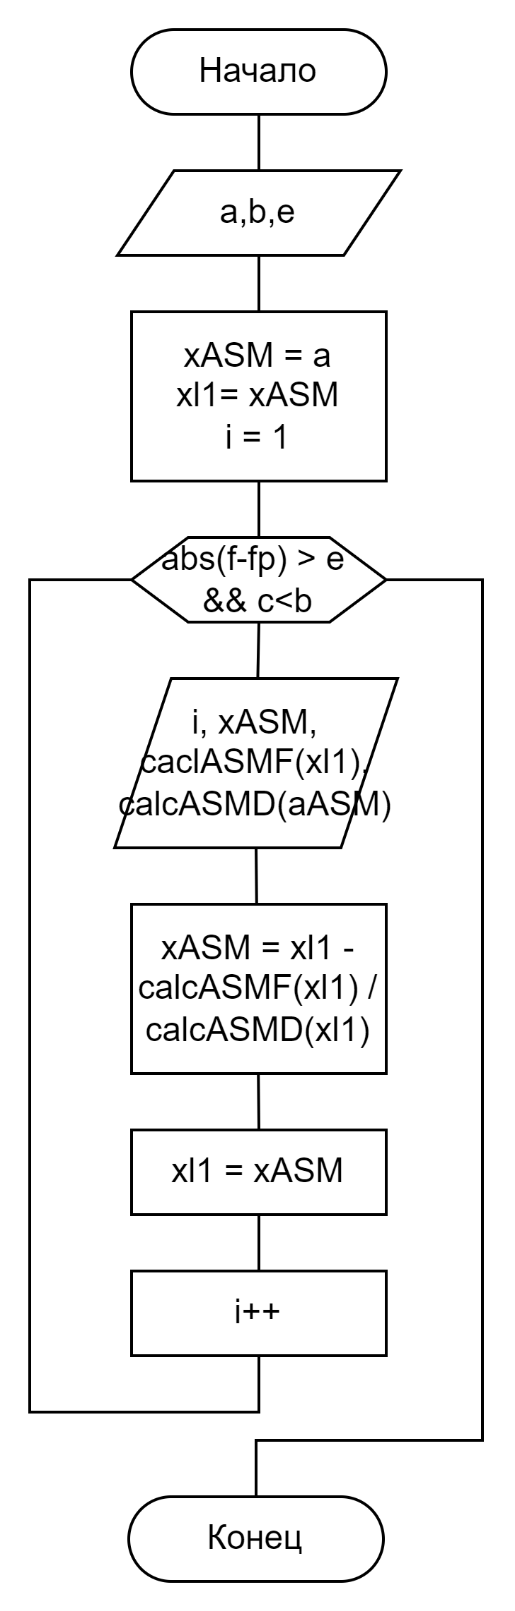 Начало
a,b,e
xASM = a
xl1= xASM
i = 1
abs(f-fp) > e
&& c<b
i, xASM,
caclASMF(xl1),
calcASMD(aASM)
xASM = xl1 -
calcASMF(xl1) /
calcASMD(xl1)
xl1 = xASM
i++
Конец